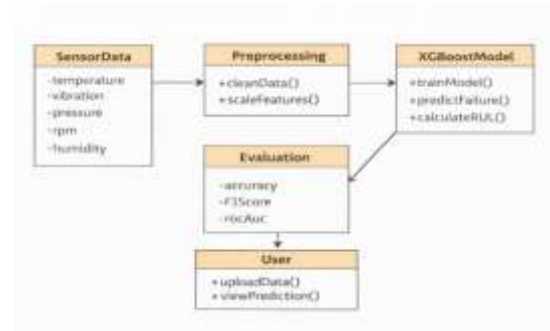 SensorData
-temperature
-vibration
-pressure
-rpm
-humidity
Preprocessing
+cleanData()
+scaleFeatures()
XGBoostModel
+trainModel()
+predictFailure()
+calculateRUL()
Evaluation
-accuracy
-F1Score
-rocAuc
User
+uploadData()
+viewPrediction()